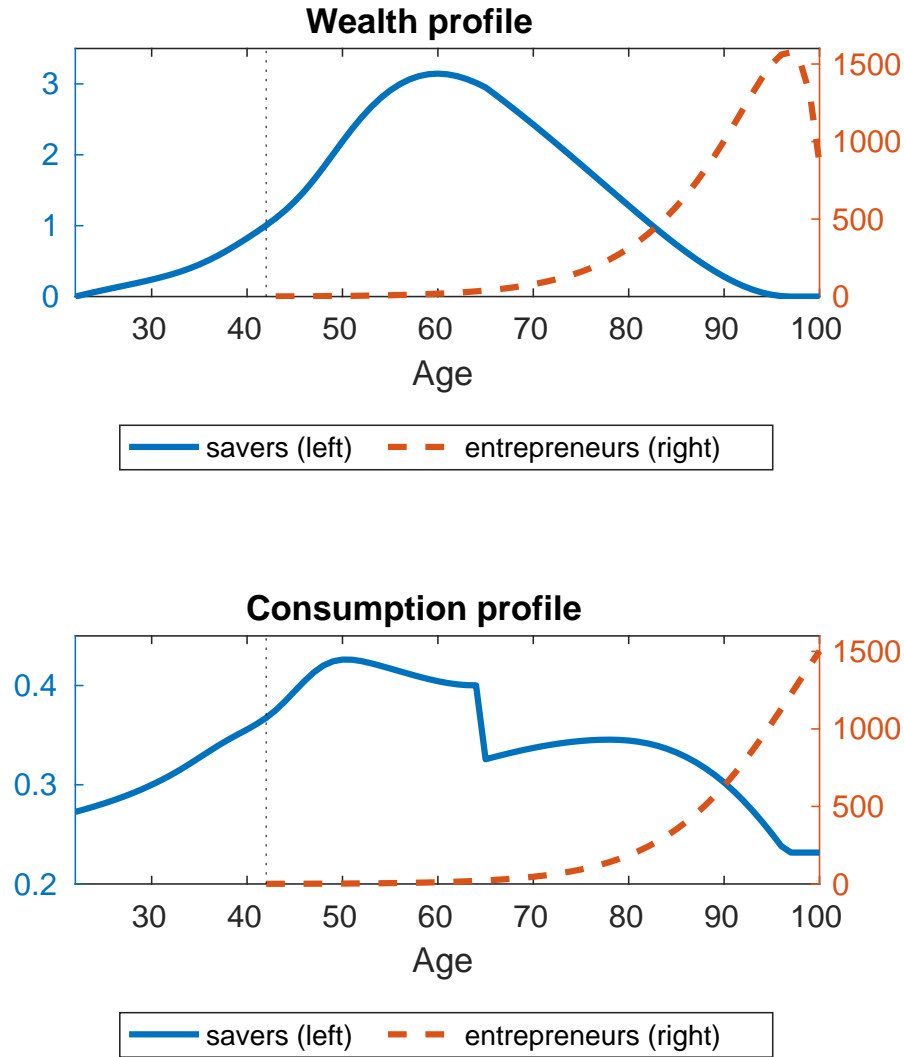 Wealth profile
3
2
1
0
1500
1000
500
0
30 40 50 60 70 80 90 100
Age
savers (left) entrepreneurs (right)
Consumption profile
0.4
0.3
0.2
1500
1000
500
0
30 40 50 60 70 80 90 100
Age
savers (left) entrepreneurs (right)